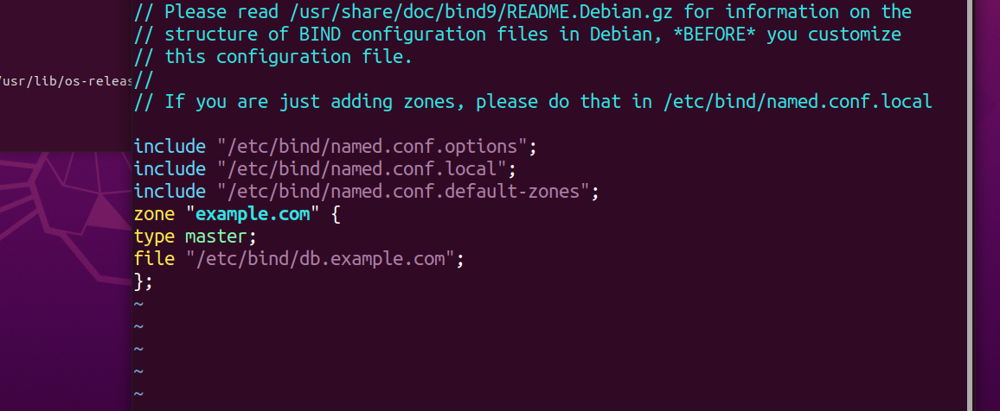 // Please read /usr/share/doc/bind9/README.Debian.gz for information on the
// structure of BIND configuration files in Debian, *BEFORE* you customize
// this configuration file.
/usr/lib/os-releas
//
// If you are just adding zones, please do that in /etc/bind/named.conf.local
include "/etc/bind/named.conf.options";
include "/etc/bind/named.conf.local";
include "/etc/bind/named.conf.default-zones";
zone "example.com" {
type master;
file "/etc/bind/db.example.com";
};
~
~
~
~
~